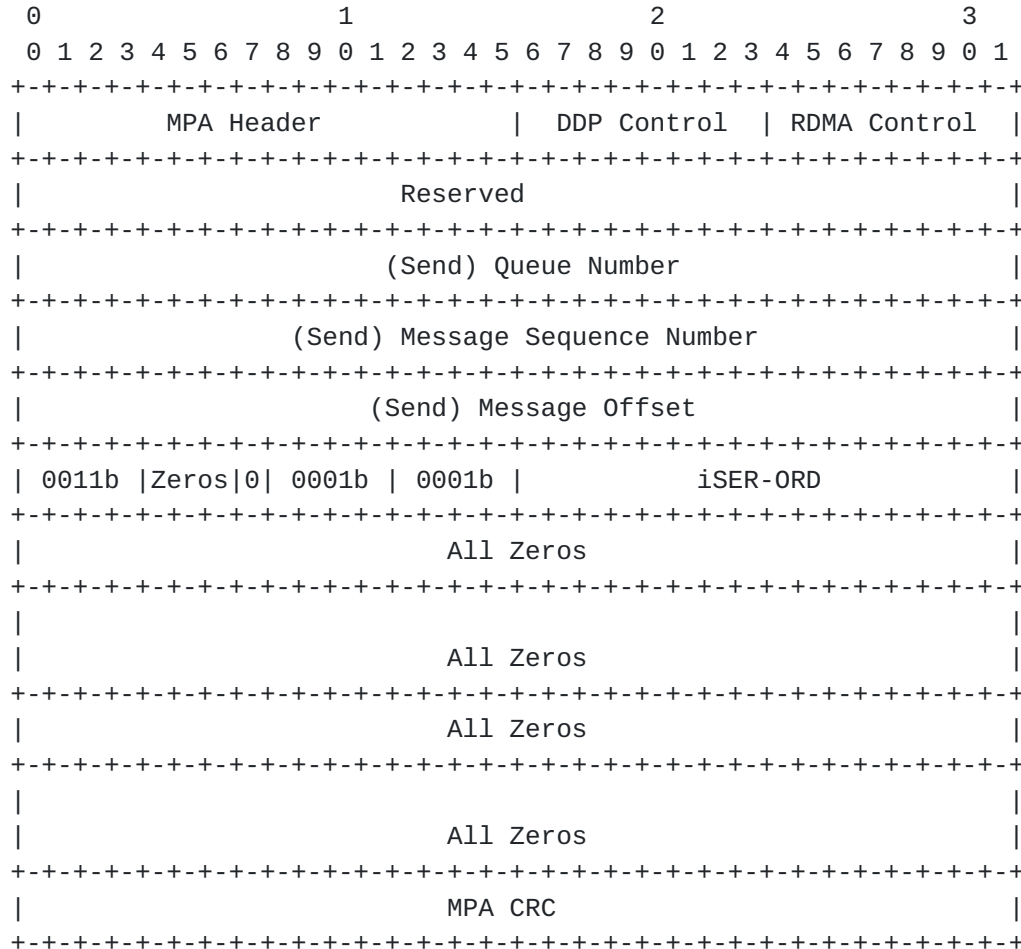 0                   1                   2                   3
 0 1 2 3 4 5 6 7 8 9 0 1 2 3 4 5 6 7 8 9 0 1 2 3 4 5 6 7 8 9 0 1
+-+-+-+-+-+-+-+-+-+-+-+-+-+-+-+-+-+-+-+-+-+-+-+-+-+-+-+-+-+-+-+-+
|         MPA Header            |  DDP Control  | RDMA Control  |
+-+-+-+-+-+-+-+-+-+-+-+-+-+-+-+-+-+-+-+-+-+-+-+-+-+-+-+-+-+-+-+-+
|                        Reserved                               |
+-+-+-+-+-+-+-+-+-+-+-+-+-+-+-+-+-+-+-+-+-+-+-+-+-+-+-+-+-+-+-+-+
|                       (Send) Queue Number                     |
+-+-+-+-+-+-+-+-+-+-+-+-+-+-+-+-+-+-+-+-+-+-+-+-+-+-+-+-+-+-+-+-+
|                 (Send) Message Sequence Number                |
+-+-+-+-+-+-+-+-+-+-+-+-+-+-+-+-+-+-+-+-+-+-+-+-+-+-+-+-+-+-+-+-+
|                      (Send) Message Offset                    |
+-+-+-+-+-+-+-+-+-+-+-+-+-+-+-+-+-+-+-+-+-+-+-+-+-+-+-+-+-+-+-+-+
| 0011b |Zeros|0| 0001b | 0001b |           iSER-ORD            |
+-+-+-+-+-+-+-+-+-+-+-+-+-+-+-+-+-+-+-+-+-+-+-+-+-+-+-+-+-+-+-+-+
|                           All Zeros                           |
+-+-+-+-+-+-+-+-+-+-+-+-+-+-+-+-+-+-+-+-+-+-+-+-+-+-+-+-+-+-+-+-+
|                                                               |
|                           All Zeros                           |
+-+-+-+-+-+-+-+-+-+-+-+-+-+-+-+-+-+-+-+-+-+-+-+-+-+-+-+-+-+-+-+-+
|                           All Zeros                           |
+-+-+-+-+-+-+-+-+-+-+-+-+-+-+-+-+-+-+-+-+-+-+-+-+-+-+-+-+-+-+-+-+
|                                                               |
|                           All Zeros                           |
+-+-+-+-+-+-+-+-+-+-+-+-+-+-+-+-+-+-+-+-+-+-+-+-+-+-+-+-+-+-+-+-+
|                           MPA CRC                             |
+-+-+-+-+-+-+-+-+-+-+-+-+-+-+-+-+-+-+-+-+-+-+-+-+-+-+-+-+-+-+-+-+